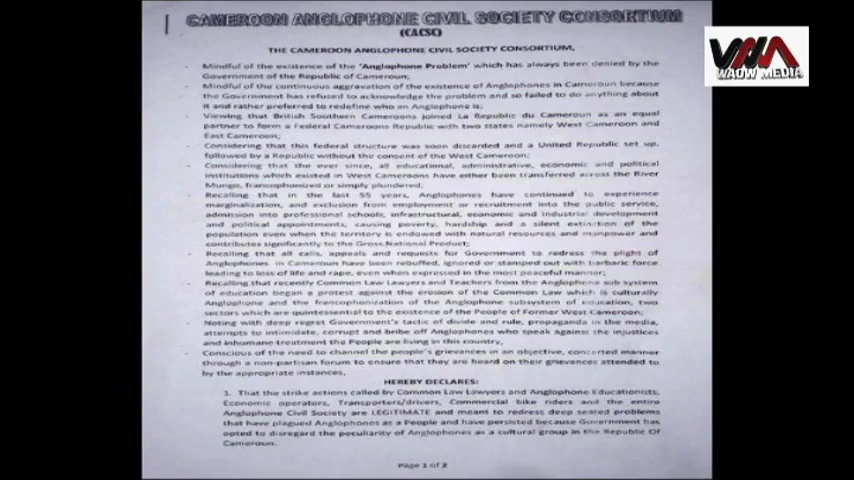 CAMEROON ANGLOPHONE CIVIL SOCIETY CONSORTIUM
(CACSC)
THE CAMEROON ANGLOPHONE CIVIL SOCIETY CONSORTIUM,
- Mindful of the existence of the 'Anglophone Problem' which has always been denied by the
Government of the Republic of Cameroun;
- Mindful of the continuous aggravation of the existence of Anglophones in Cameroun because
the Government has refused to acknowledge the problem and so failed to do anything about
it and rather preferred to redefine who an Anglophone is;
- Viewing that British Southern Cameroons joined La Republic du Cameroun as an equal
partner to form a Federal Cameroons Republic with two states namely West Cameroon and
East Cameroon;
- Considering that this federal structure was soon discarded and a United Republic set up,
followed by a Republic without the consent of the West Cameroon;
- Considering that the ever since, all educational, administrative, economic and political
institutions which existed in West Cameroons have either been transferred across the River
Mungo, francophonized or simply plundered;
- Recalling that in the last 55 years, Anglophones have continued to experience
marginalization, and exclusion from employment or recruitment into the public service,
admission into professional schools, infrastructural, economic and industrial development
and political appointments, causing poverty, hardship and a silent extinction of the
population even when the territory is endowed with natural resources and manpower and
contributes significantly to the Gross National Product;
- Recalling that all calls, appeals and requests for Government to redress the plight of
Anglophones in Cameroun have been rebuffed, ignored or stamped out with barbaric force
leading to loss of life and rape, even when expressed in the most peaceful manner;
- Recalling that recently Common Law Lawyers and Teachers from the Anglophone sub system
of education began a protest against the erosion of the Common Law which is culturally
Anglophone and the francophonization of the Anglophone subsystem of education, two
sectors which are quintessential to the existence of the People of Former West Cameroon;
- Noting with deep regret Government's tactic of divide and rule, propaganda in the media,
attempts to intimidate, corrupt and bribe off Anglophones who speak against the injustices
and inhumane treatment the People are living in this country,
- Conscious of the need to channel the people's grievances in an objective, concerted manner
through a non-partisan forum to ensure that they are heard on their grievances attended to
by the appropriate instances,
HEREBY DECLARES:
1. That the strike actions called by Common Law Lawyers and Anglophone Educationists,
Economic operators, Transporters/drivers, Commercial bike riders and the entire
Anglophone Civil Society are LEGITIMATE and meant to redress deep seated problems
that have plagued Anglophones as a People and have persisted because Government has
opted to disregard the peculiarity of Anglophones as a cultural group in the Republic Of
Cameroun.
Page 1 of 2
WAOW MEDIA